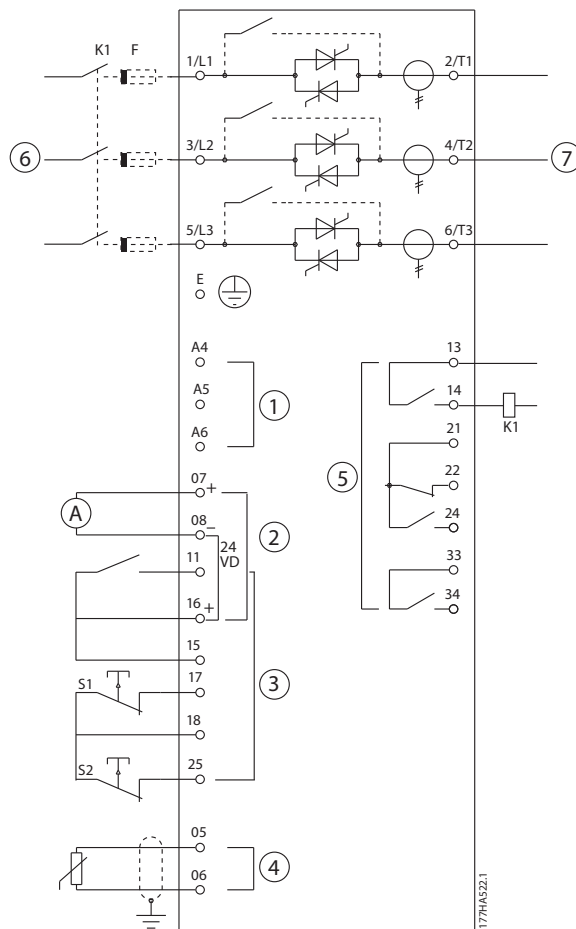 K1 F 1/L1 2/T1
6 3/L2 4/T2 7
5/L3 6/T3
E
A4 13
A5 1 14
A6 K1
21
07 + 5 22
A
08 – 2 24
24
VD
11 33
16 + 34
15
S1 17 3
18
S2 25
05
4
06
177HA522.1